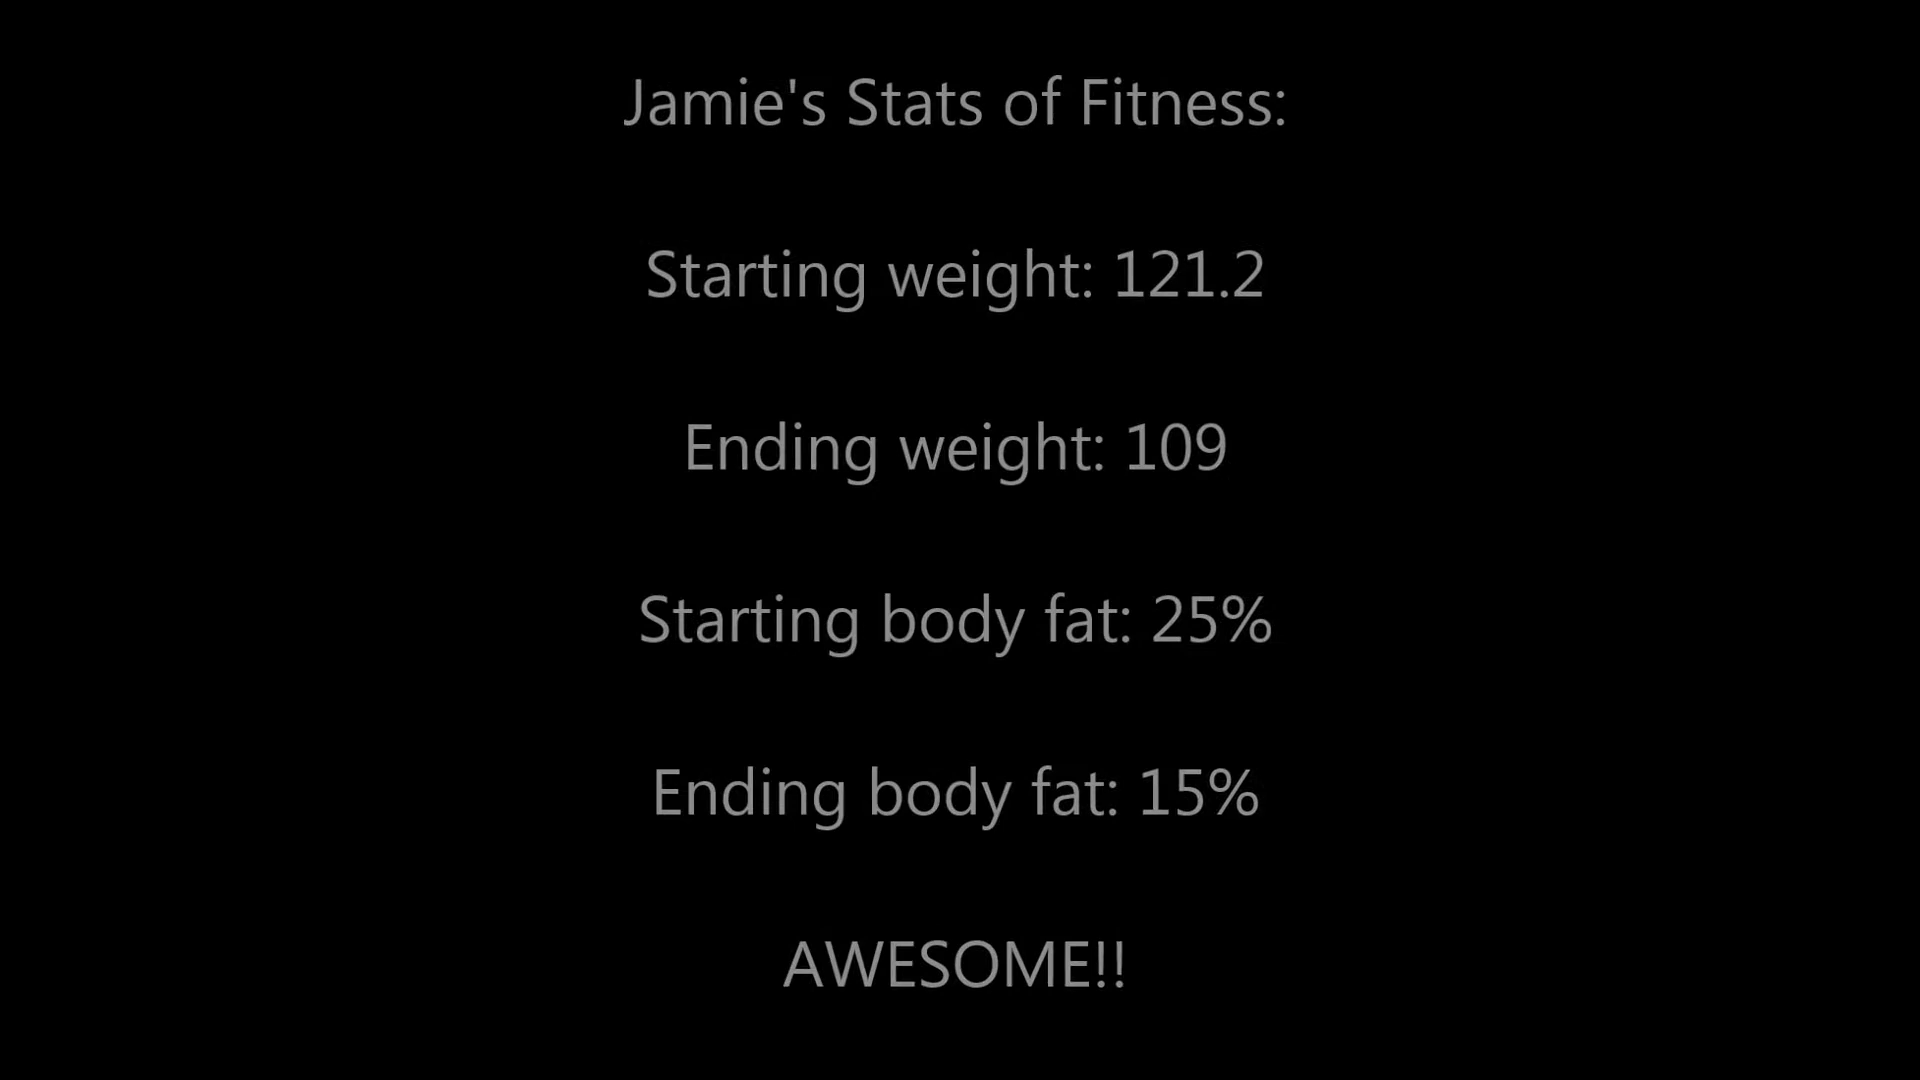 Jamie's Stats of Fitness:
Starting weight: 121.2
Ending weight: 109
Starting body fat: 25%
Ending body fat: 15%
AWESOME!!